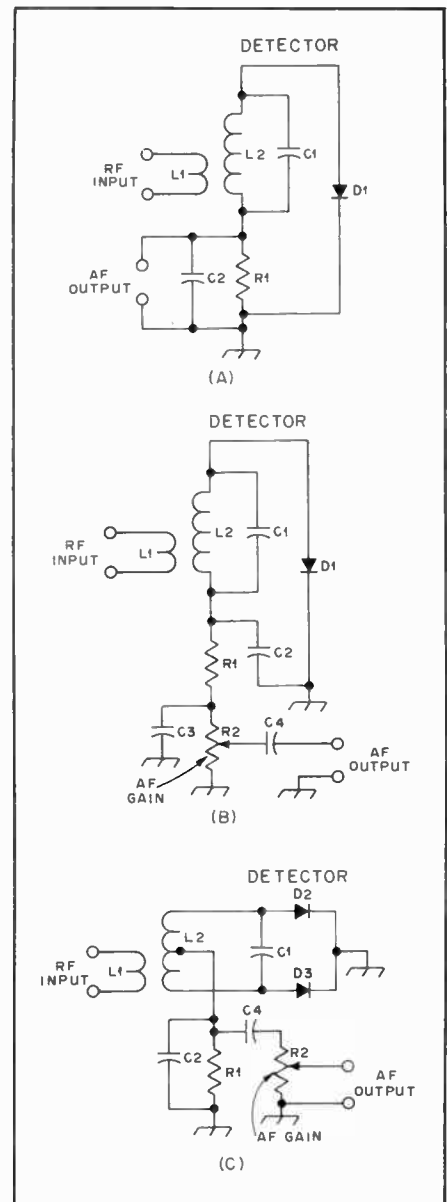 DETECTOR
L2
C1
RF
INPUT
L1
D1
AF
OUTPUT
C2
R1
(A)
DETECTOR
L2
C1
RF
INPUT
L1
D1
R1
C2
C3
R2
C4
AF
OUTPUT
AF
GAIN
(B)
DETECTOR
D2
L2
RF
INPUT
L1
C1
D3
C4
C2
R1
R2
AF
OUTPUT
AF GAIN
(C)